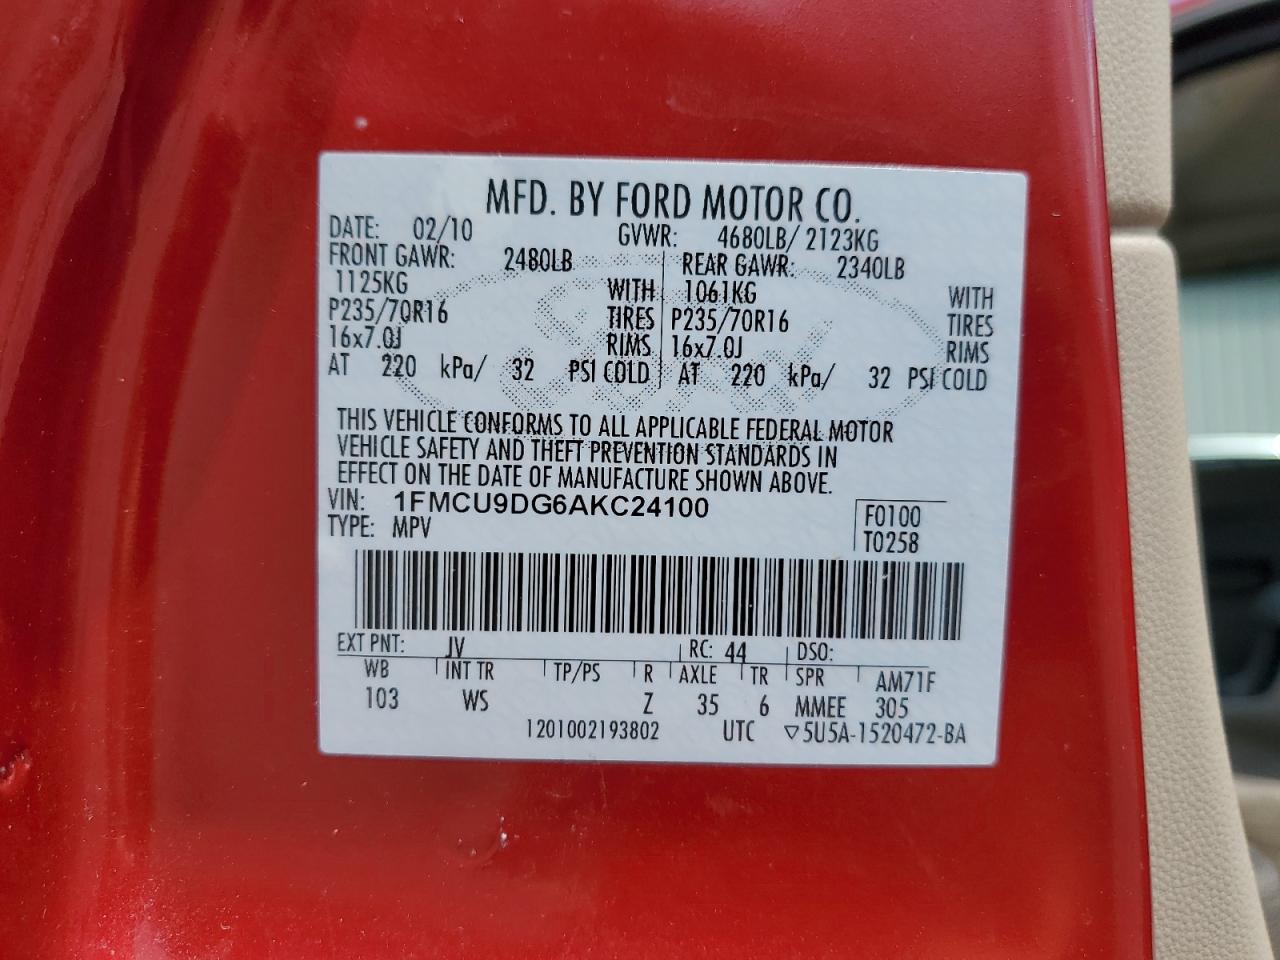 MFD. BY FORD MOTOR CO.
DATE: 02/10 GVWR: 4680LB/ 2123KG
FRONT GAWR: 2480LB REAR GAWR: 2340LB
1125KG WITH 1061KG WITH
P235/70R16 TIRES P235/70R16 TIRES
16x7.0J RIMS 16x7.0J RIMS
AT 220 kPa/ 32 PSI COLD AT 220 kPa/ 32 PSI COLD
THIS VEHICLE CONFORMS TO ALL APPLICABLE FEDERAL MOTOR
VEHICLE SAFETY AND THEFT PREVENTION STANDARDS IN
EFFECT ON THE DATE OF MANUFACTURE SHOWN ABOVE.
VIN: 1FMCU9DG6AKC24100 F0100
TYPE: MPV T0258
EXT PNT: JV RC: 44 DSO:
WB INT TR TP/PS R AXLE TR SPR AM71F
103 WS Z 35 6 MMEE 305
1201002193802 UTC ▽5U5A-1520472-BA